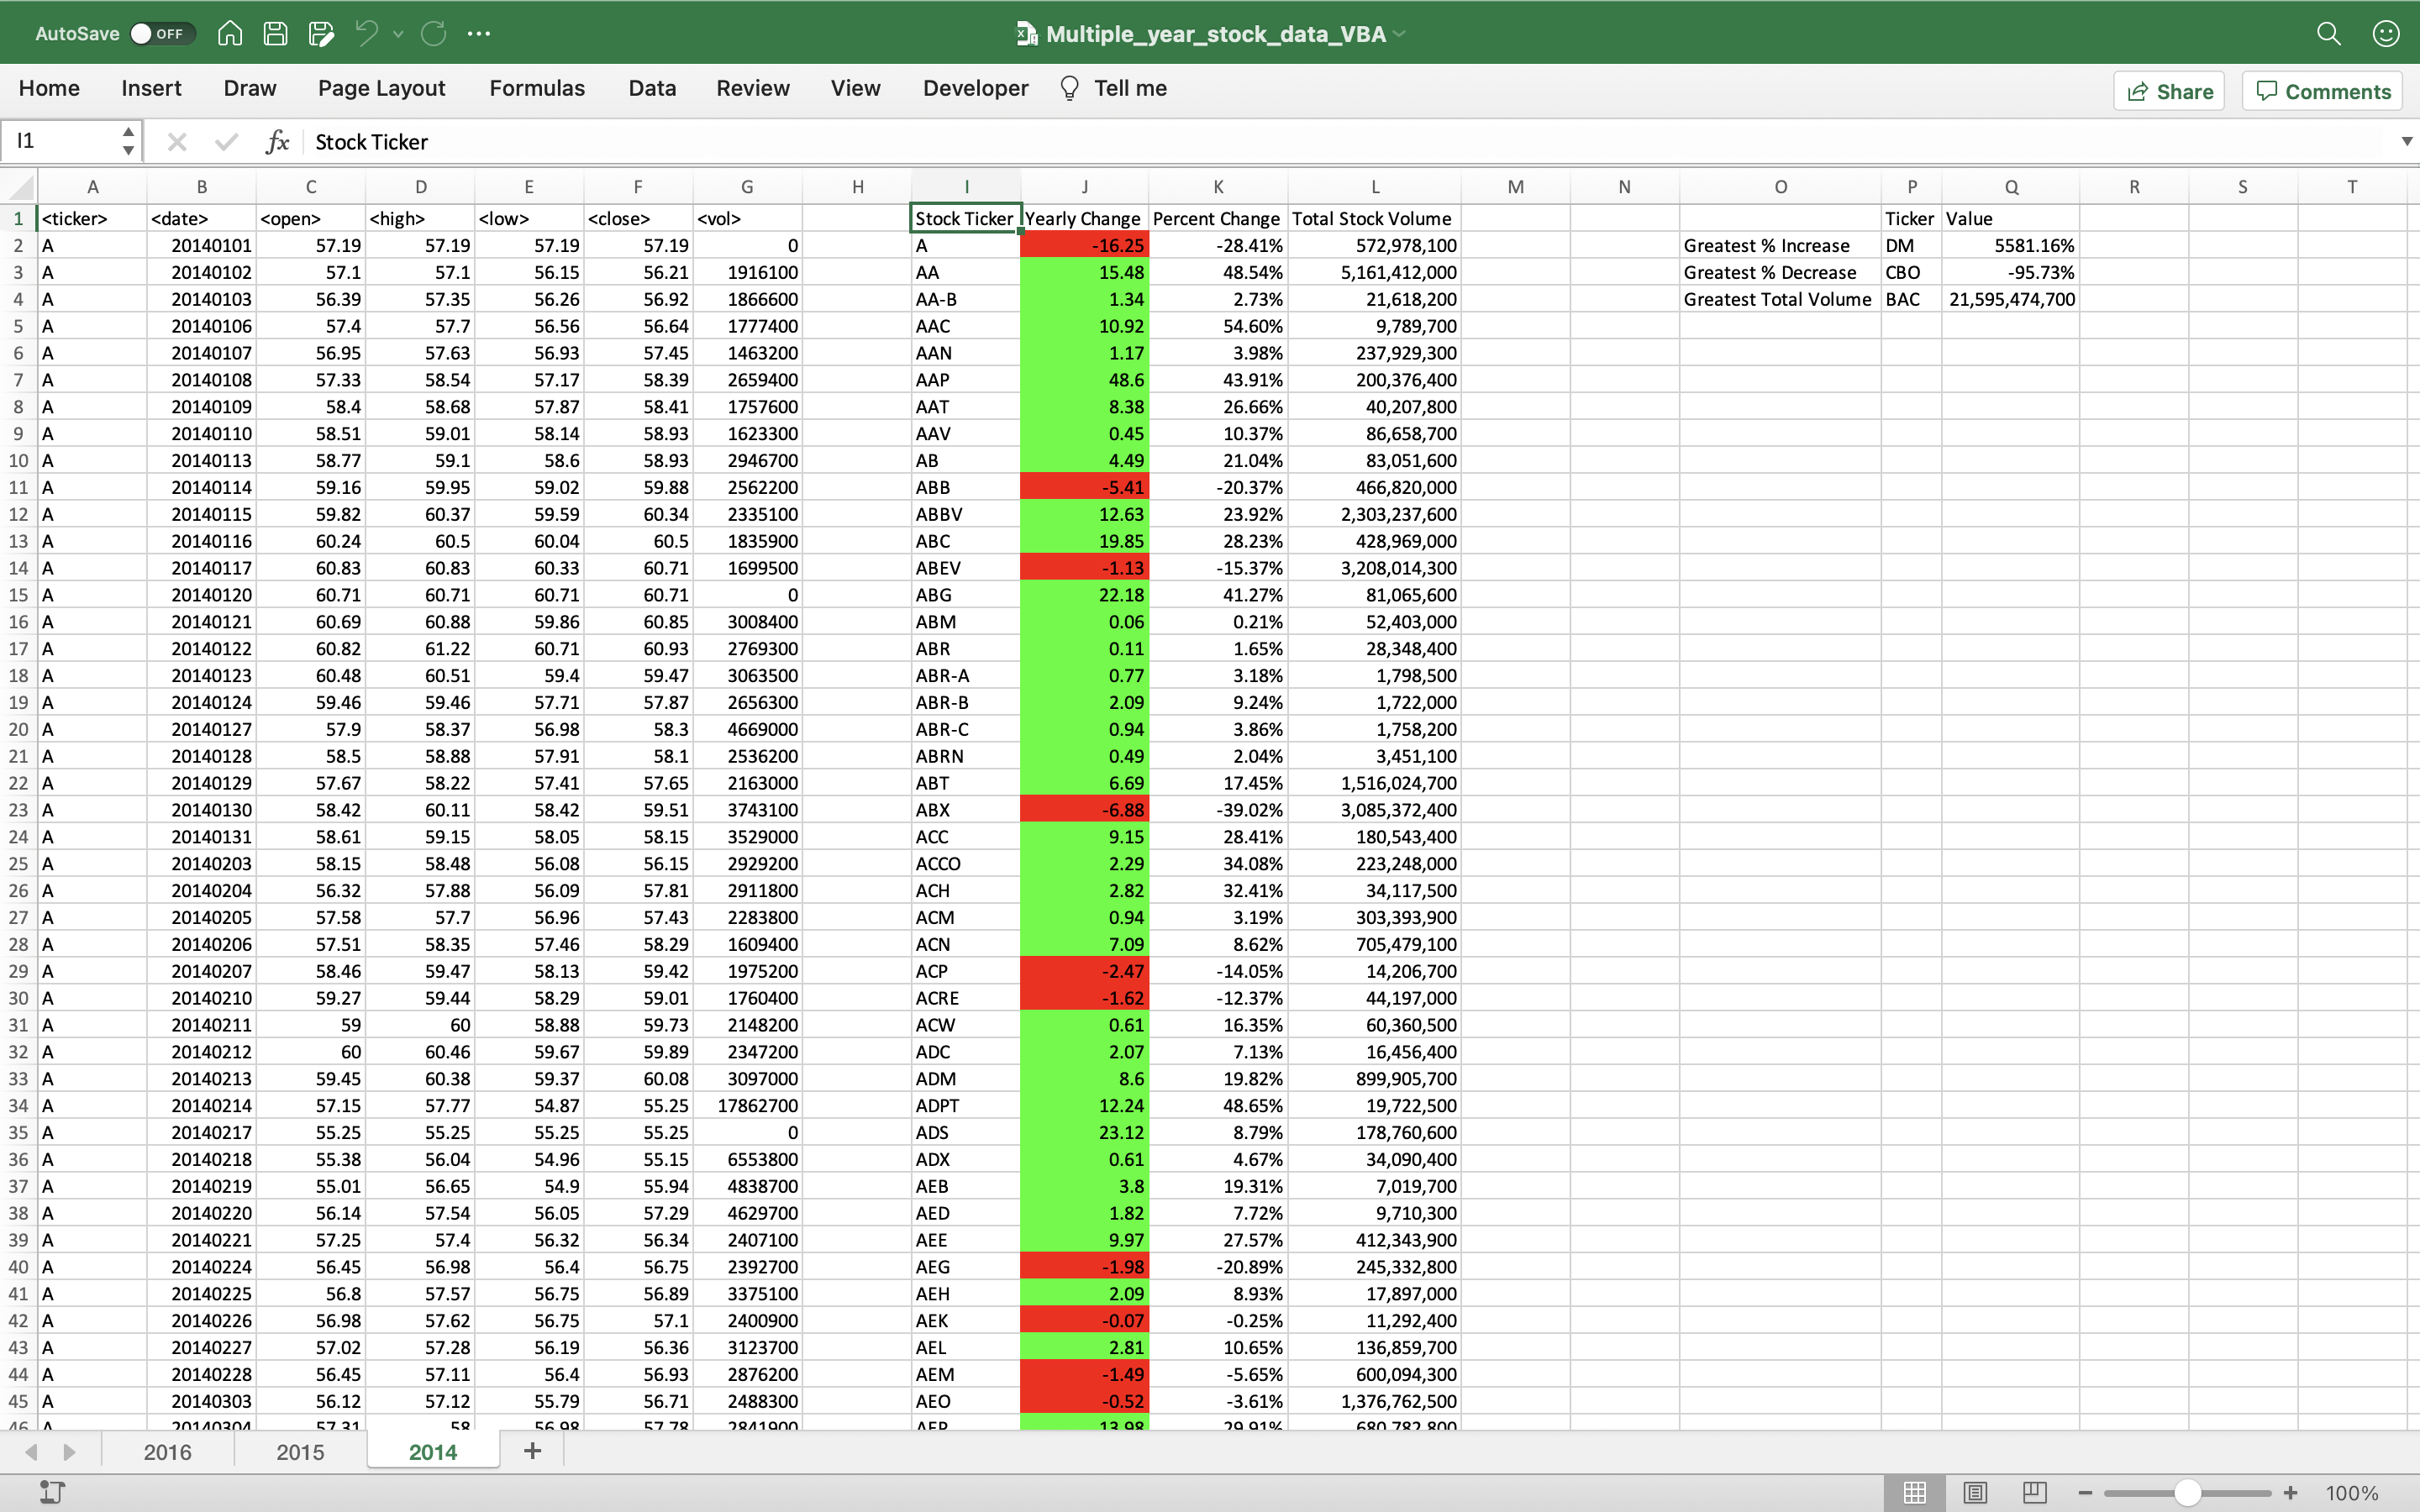 AutoSave OFF Multiple_year_stock_data_VBA
Home Insert Draw Page Layout Formulas Data Review View Developer Tell me Share Comments
I1 fx Stock Ticker
A B C D E F G H I J K L M N O P Q R S T
1 <ticker> <date> <open> <high> <low> <close> <vol> Stock Ticker Yearly Change Percent Change Total Stock Volume Ticker Value
2 A 20140101 57.19 57.19 57.19 57.19 0 A -16.25 -28.41% 572,978,100 Greatest % Increase DM 5581.16%
3 A 20140102 57.1 57.1 56.15 56.21 1916100 AA 15.48 48.54% 5,161,412,000 Greatest % Decrease CBO -95.73%
4 A 20140103 56.39 57.35 56.26 56.92 1866600 AA-B 1.34 2.73% 21,618,200 Greatest Total Volume BAC 21,595,474,700
5 A 20140106 57.4 57.7 56.56 56.64 1777400 AAC 10.92 54.60% 9,789,700
6 A 20140107 56.95 57.63 56.93 57.45 1463200 AAN 1.17 3.98% 237,929,300
7 A 20140108 57.33 58.54 57.17 58.39 2659400 AAP 48.6 43.91% 200,376,400
8 A 20140109 58.4 58.68 57.87 58.41 1757600 AAT 8.38 26.66% 40,207,800
9 A 20140110 58.51 59.01 58.14 58.93 1623300 AAV 0.45 10.37% 86,658,700
10 A 20140113 58.77 59.1 58.6 58.93 2946700 AB 4.49 21.04% 83,051,600
11 A 20140114 59.16 59.95 59.02 59.88 2562200 ABB -5.41 -20.37% 466,820,000
12 A 20140115 59.82 60.37 59.59 60.34 2335100 ABBV 12.63 23.92% 2,303,237,600
13 A 20140116 60.24 60.5 60.04 60.5 1835900 ABC 19.85 28.23% 428,969,000
14 A 20140117 60.83 60.83 60.33 60.71 1699500 ABEV -1.13 -15.37% 3,208,014,300
15 A 20140120 60.71 60.71 60.71 60.71 0 ABG 22.18 41.27% 81,065,600
16 A 20140121 60.69 60.88 59.86 60.85 3008400 ABM 0.06 0.21% 52,403,000
17 A 20140122 60.82 61.22 60.71 60.93 2769300 ABR 0.11 1.65% 28,348,400
18 A 20140123 60.48 60.51 59.4 59.47 3063500 ABR-A 0.77 3.18% 1,798,500
19 A 20140124 59.46 59.46 57.71 57.87 2656300 ABR-B 2.09 9.24% 1,722,000
20 A 20140127 57.9 58.37 56.98 58.3 4669000 ABR-C 0.94 3.86% 1,758,200
21 A 20140128 58.5 58.88 57.91 58.1 2536200 ABRN 0.49 2.04% 3,451,100
22 A 20140129 57.67 58.22 57.41 57.65 2163000 ABT 6.69 17.45% 1,516,024,700
23 A 20140130 58.42 60.11 58.42 59.51 3743100 ABX -6.88 -39.02% 3,085,372,400
24 A 20140131 58.61 59.15 58.05 58.15 3529000 ACC 9.15 28.41% 180,543,400
25 A 20140203 58.15 58.48 56.08 56.15 2929200 ACCO 2.29 34.08% 223,248,000
26 A 20140204 56.32 57.88 56.09 57.81 2911800 ACH 2.82 32.41% 34,117,500
27 A 20140205 57.58 57.7 56.96 57.43 2283800 ACM 0.94 3.19% 303,393,900
28 A 20140206 57.51 58.35 57.46 58.29 1609400 ACN 7.09 8.62% 705,479,100
29 A 20140207 58.46 59.47 58.13 59.42 1975200 ACP -2.47 -14.05% 14,206,700
30 A 20140210 59.27 59.44 58.29 59.01 1760400 ACRE -1.62 -12.37% 44,197,000
31 A 20140211 59 60 58.88 59.73 2148200 ACW 0.61 16.35% 60,360,500
32 A 20140212 60 60.46 59.67 59.89 2347200 ADC 2.07 7.13% 16,456,400
33 A 20140213 59.45 60.38 59.37 60.08 3097000 ADM 8.6 19.82% 899,905,700
34 A 20140214 57.15 57.77 54.87 55.25 17862700 ADPT 12.24 48.65% 19,722,500
35 A 20140217 55.25 55.25 55.25 55.25 0 ADS 23.12 8.79% 178,760,600
36 A 20140218 55.38 56.04 54.96 55.15 6553800 ADX 0.61 4.67% 34,090,400
37 A 20140219 55.01 56.65 54.9 55.94 4838700 AEB 3.8 19.31% 7,019,700
38 A 20140220 56.14 57.54 56.05 57.29 4629700 AED 1.82 7.72% 9,710,300
39 A 20140221 57.25 57.4 56.32 56.34 2407100 AEE 9.97 27.57% 412,343,900
40 A 20140224 56.45 56.98 56.4 56.75 2392700 AEG -1.98 -20.89% 245,332,800
41 A 20140225 56.8 57.57 56.75 56.89 3375100 AEH 2.09 8.93% 17,897,000
42 A 20140226 56.98 57.62 56.75 57.1 2400900 AEK -0.07 -0.25% 11,292,400
43 A 20140227 57.02 57.28 56.19 56.36 3123700 AEL 2.81 10.65% 136,859,700
44 A 20140228 56.45 57.11 56.4 56.93 2876200 AEM -1.49 -5.65% 600,094,300
45 A 20140303 56.12 57.12 55.79 56.71 2488300 AEO -0.52 -3.61% 1,376,762,500
46 A 20140304 57.31 58 56.98 57.78 2841900 13.98 29.91% 680,782,800
2016 2015 2014 +
100%